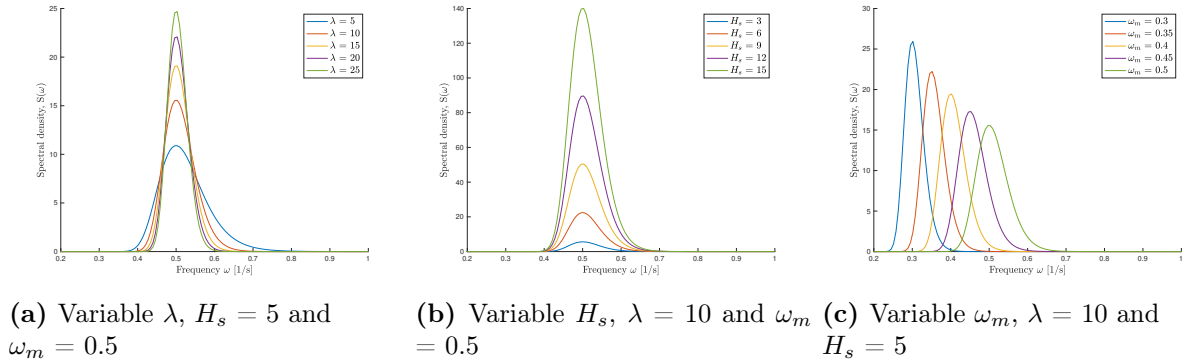 Spectral density, S(ω)
25
20
15
10
5
0
0.2 0.3 0.4 0.5 0.6 0.7 0.8 0.9 1
Frequency ω [1/s]
λ = 5
λ = 10
λ = 15
λ = 20
λ = 25
(a) Variable λ, H_s = 5 and
ω_m = 0.5
Spectral density, S(ω)
140
120
100
80
60
40
20
0
0.2 0.3 0.4 0.5 0.6 0.7 0.8 0.9 1
Frequency ω [1/s]
H_s = 3
H_s = 6
H_s = 9
H_s = 12
H_s = 15
(b) Variable H_s, λ = 10 and ω_m
= 0.5
Spectral density, S(ω)
30
25
20
15
10
5
0
0.2 0.3 0.4 0.5 0.6 0.7 0.8 0.9 1
Frequency ω [1/s]
ω_m = 0.3
ω_m = 0.35
ω_m = 0.4
ω_m = 0.45
ω_m = 0.5
(c) Variable ω_m, λ = 10 and
H_s = 5